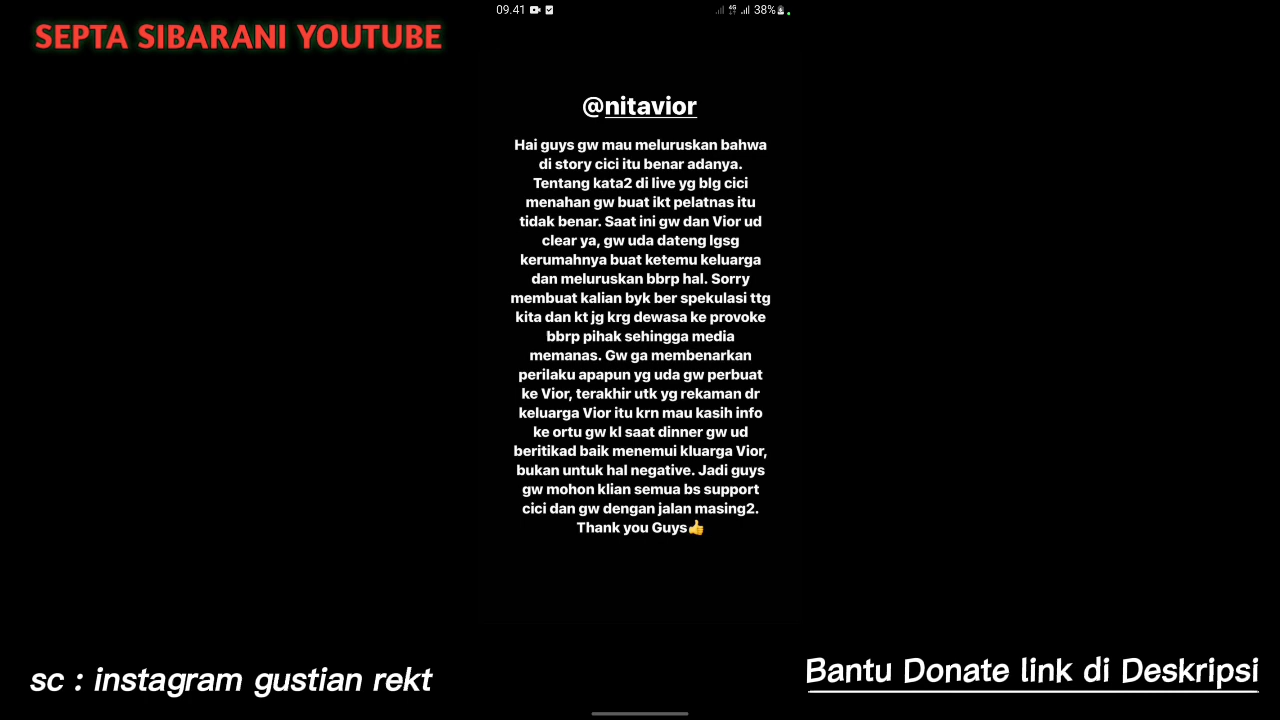 SEPTA SIBARANI YOUTUBE
09.41
4G
38%
@nitavior
Hai guys gw mau meluruskan bahwa
di story cici itu benar adanya.
Tentang kata2 di live yg blg cici
menahan gw buat ikt pelatnas itu
tidak benar. Saat ini gw dan Vior ud
clear ya, gw uda dateng lgsg
kerumahnya buat ketemu keluarga
dan meluruskan bbrp hal. Sorry
membuat kalian byk ber spekulasi ttg
kita dan kt jg krg dewasa ke provoke
bbrp pihak sehingga media
memanas. Gw ga membenarkan
perilaku apapun yg uda gw perbuat
ke Vior, terakhir utk yg rekaman dr
keluarga Vior itu krn mau kasih info
ke ortu gw kl saat dinner gw ud
beritikad baik menemui kluarga Vior,
bukan untuk hal negative. Jadi guys
gw mohon klian semua bs support
cici dan gw dengan jalan masing2.
Thank you Guys👍
sc : instagram gustian rekt
Bantu Donate link di Deskripsi